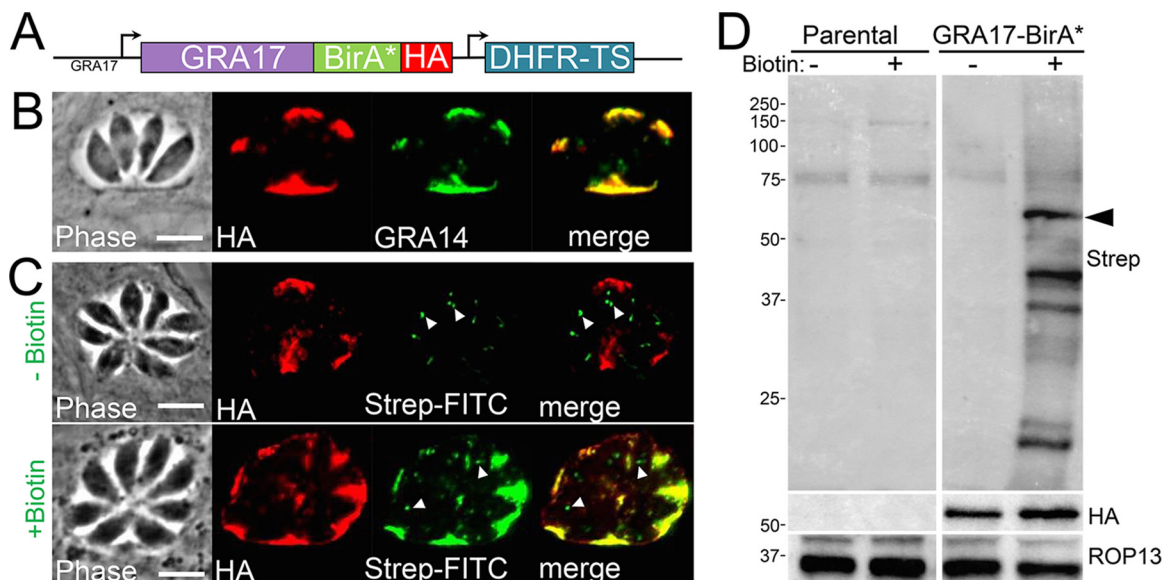 A
GRA17
GRA17
BirA*
HA
DHFR-TS
B
Phase
HA
GRA14
merge
C
- Biotin
Phase
HA
Strep-FITC
merge
+Biotin
Phase
HA
Strep-FITC
merge
D
Parental GRA17-BirA*
Biotin: - + - +
250-
150-
100-
75-
50-
37-
25-
Strep
50-
HA
37-
ROP13